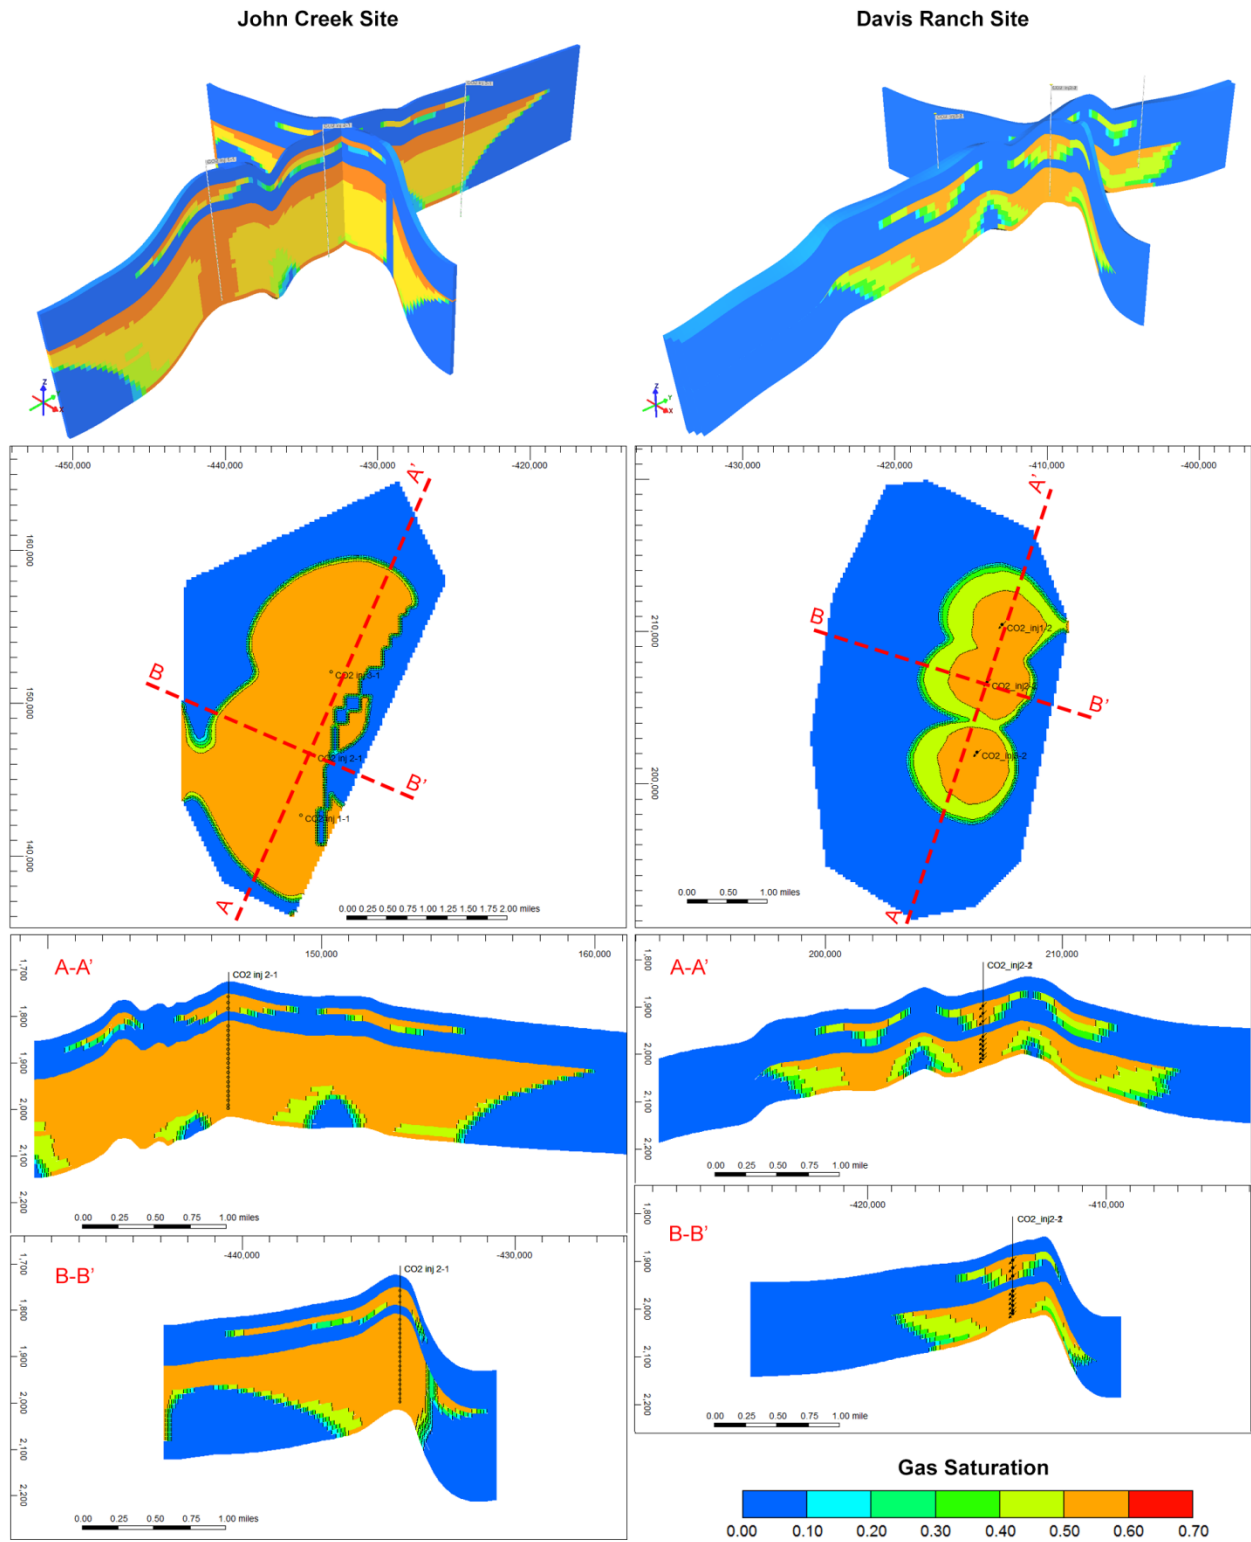 John Creek Site
Davis Ranch Site
Z
Y
X
Z
Y
X
-450,000
-440,000
-430,000
-420,000
160,000
150,000
140,000
A'
B
CO2 inj 3-1
CO2 inj 2-1
B'
CO2 inj 1-1
A
0.00 0.25 0.50 0.75 1.00 1.25 1.50 1.75 2.00 miles
-430,000
-420,000
-410,000
-400,000
210,000
200,000
A'
B
CO2_inj1-2
CO2_inj2-2
B'
CO2_inj3-2
A
0.00 0.50 1.00 miles
150,000
160,000
1,700
1,800
1,900
2,000
2,100
2,200
A-A'
CO2 inj 2-1
0.00 0.25 0.50 0.75 1.00 miles
200,000
210,000
1,800
1,900
2,000
2,100
2,200
A-A'
0.00 0.25 0.50 0.75 1.00 mile
-440,000
-430,000
1,700
1,800
1,900
2,000
2,100
2,200
B-B'
CO2 inj 2-1
0.00 0.25 0.50 0.75 1.00 miles
-420,000
-410,000
1,800
1,900
2,000
2,100
2,200
B-B'
0.00 0.25 0.50 0.75 1.00 mile
Gas Saturation
0.00 0.10 0.20 0.30 0.40 0.50 0.60 0.70